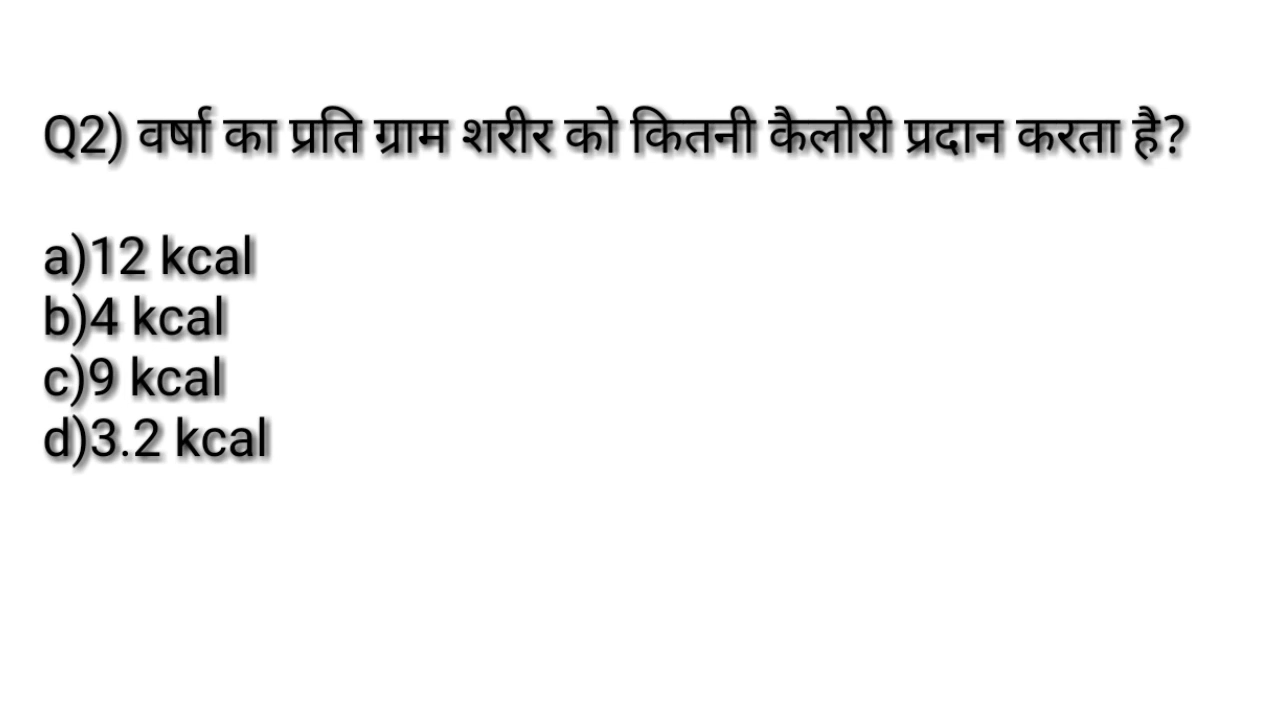 Q2) वर्षा का प्रति ग्राम शरीर को कितनी कैलोरी प्रदान करता है?
a)12 kcal
b)4 kcal
c)9 kcal
d)3.2 kcal